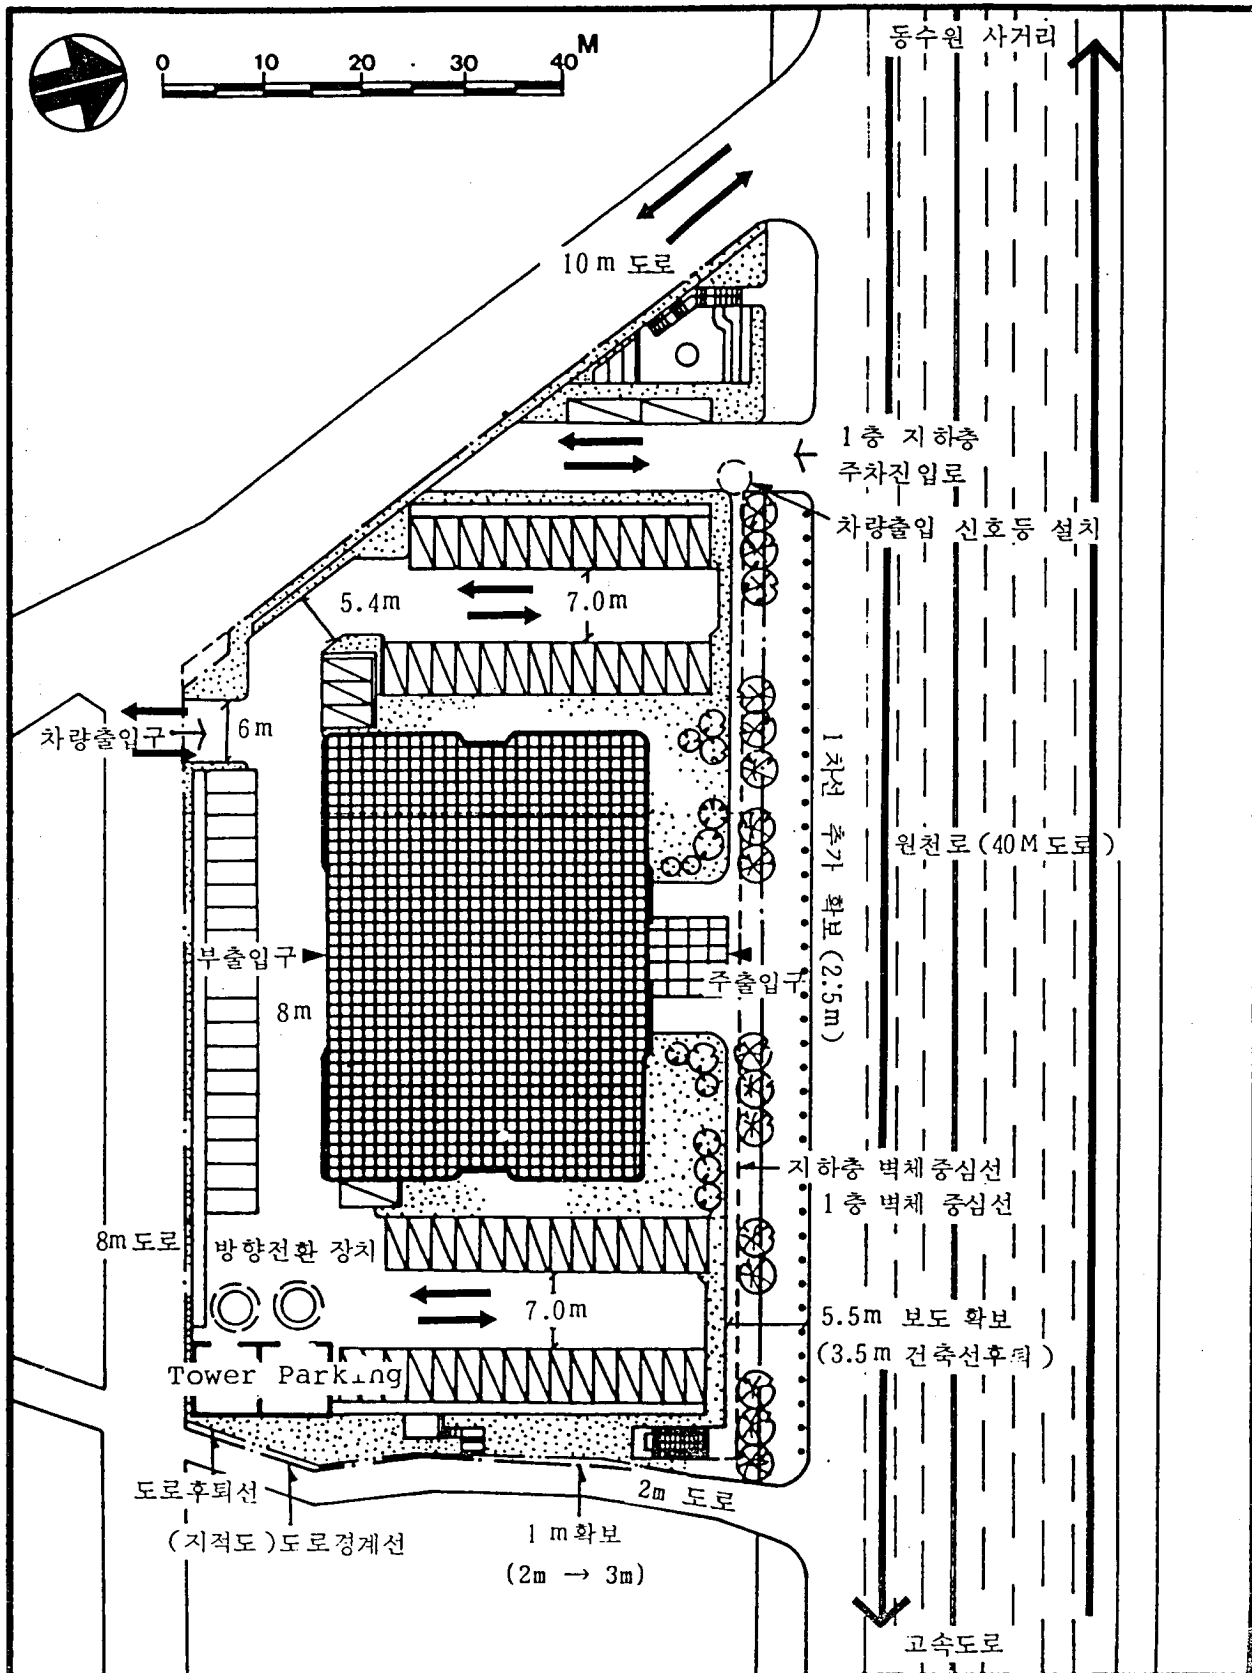 M
0 10 20 30 40
동수원 사거리
10m 도로
1층 지하층
주차진입로
차량출입 신호등 설치
5.4m
7.0m
6m
차량출입구
1차선 추가 확보(2.5m)
원천로(40M도로)
부출입구
주출입구
8m
지하층 벽체중심선
1층 벽체 중심선
8m도로
방향전환 장치
7.0m
5.5m 보도 확보
(3.5m 건축선후퇴)
Tower Parking
도로후퇴선
2m 도로
(지적도)도로경계선
1m확보
(2m → 3m)
고속도로